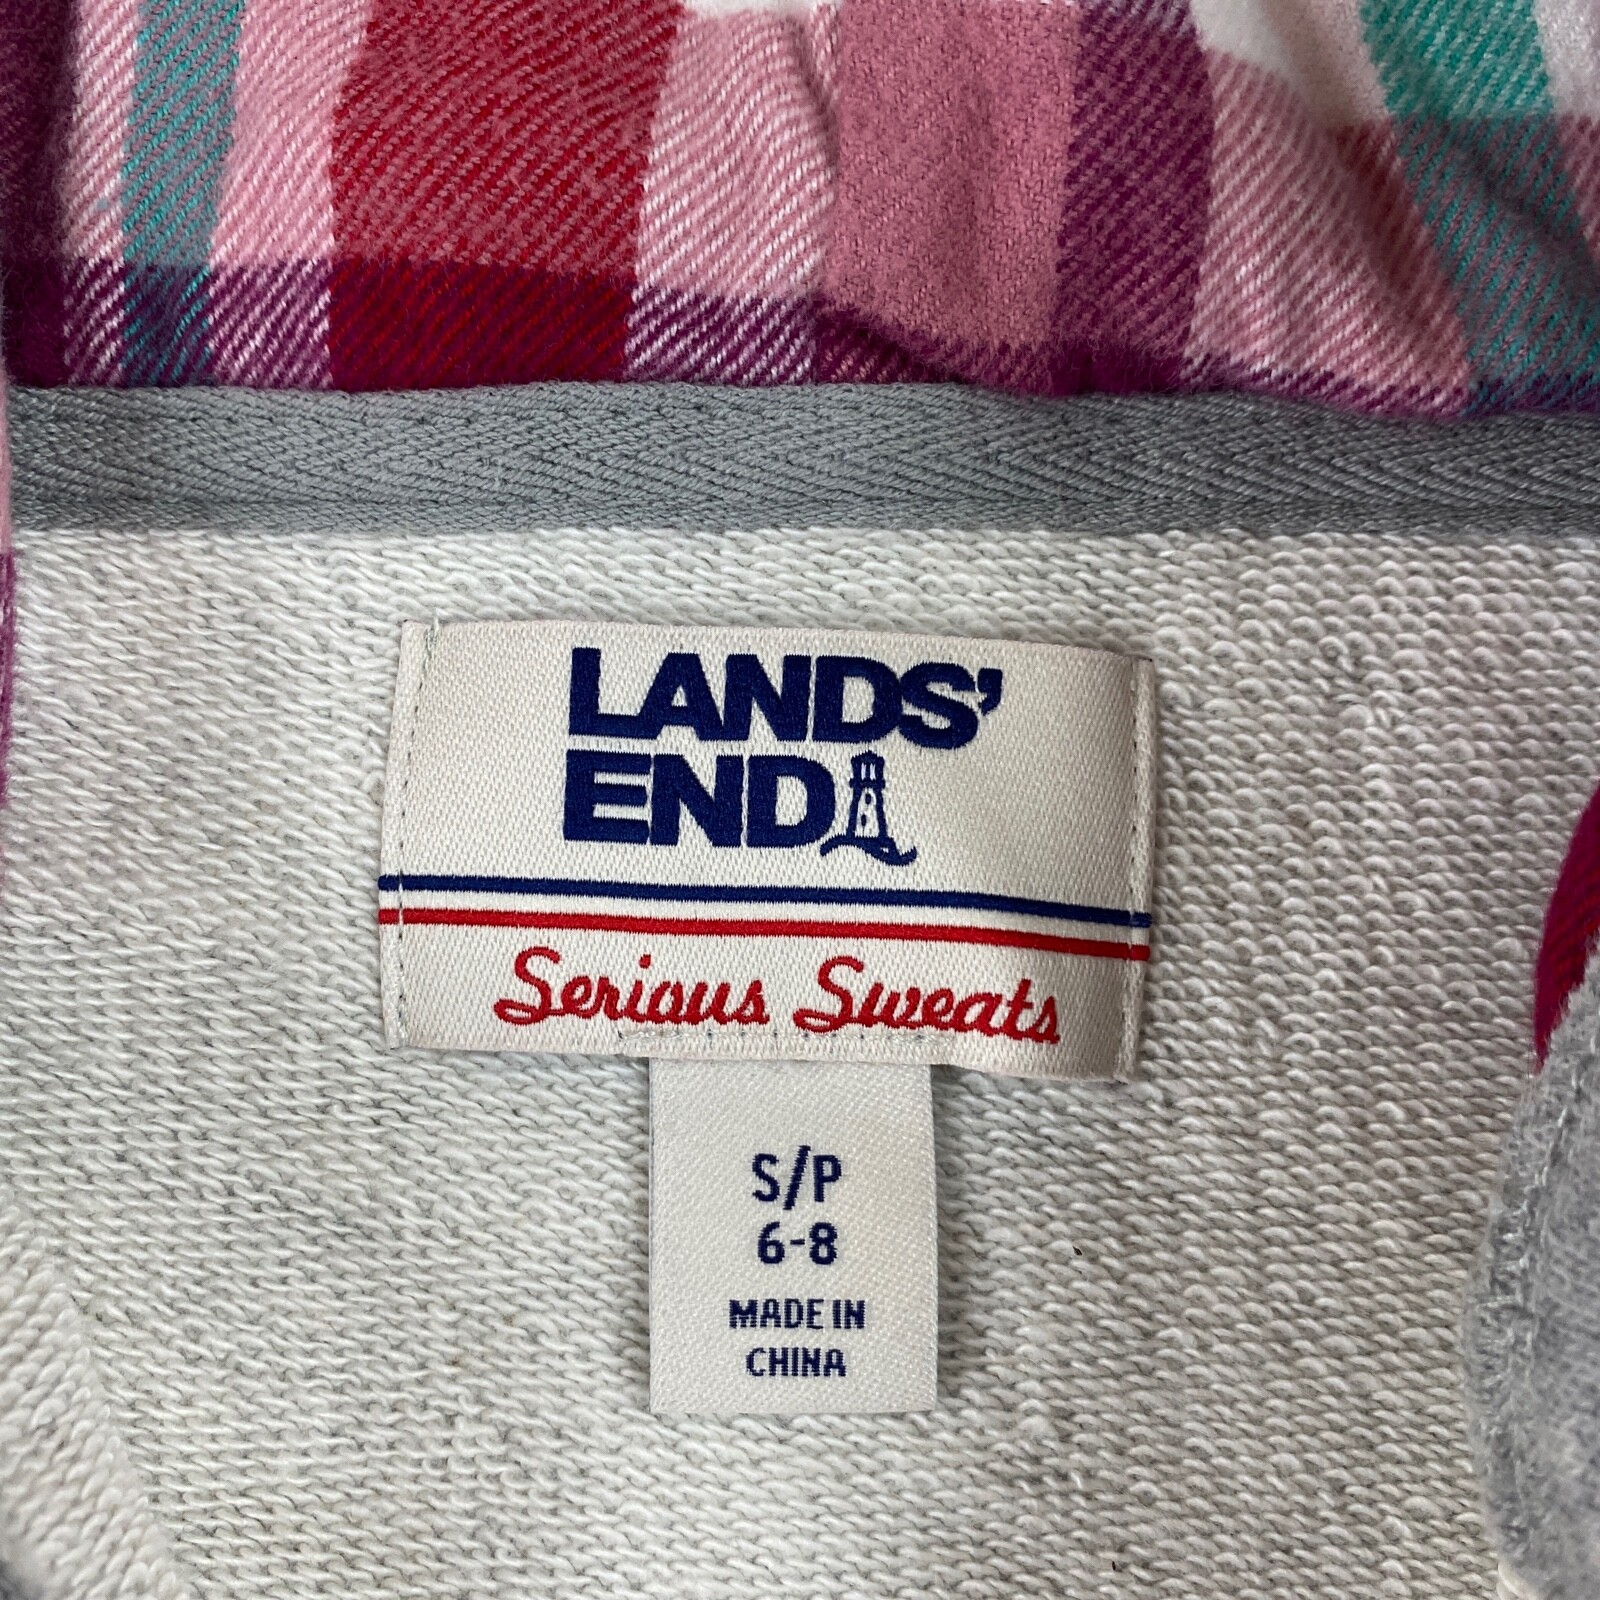 LANDS'
END
Serious Sweats
S/P
6-8
MADE IN
CHINA